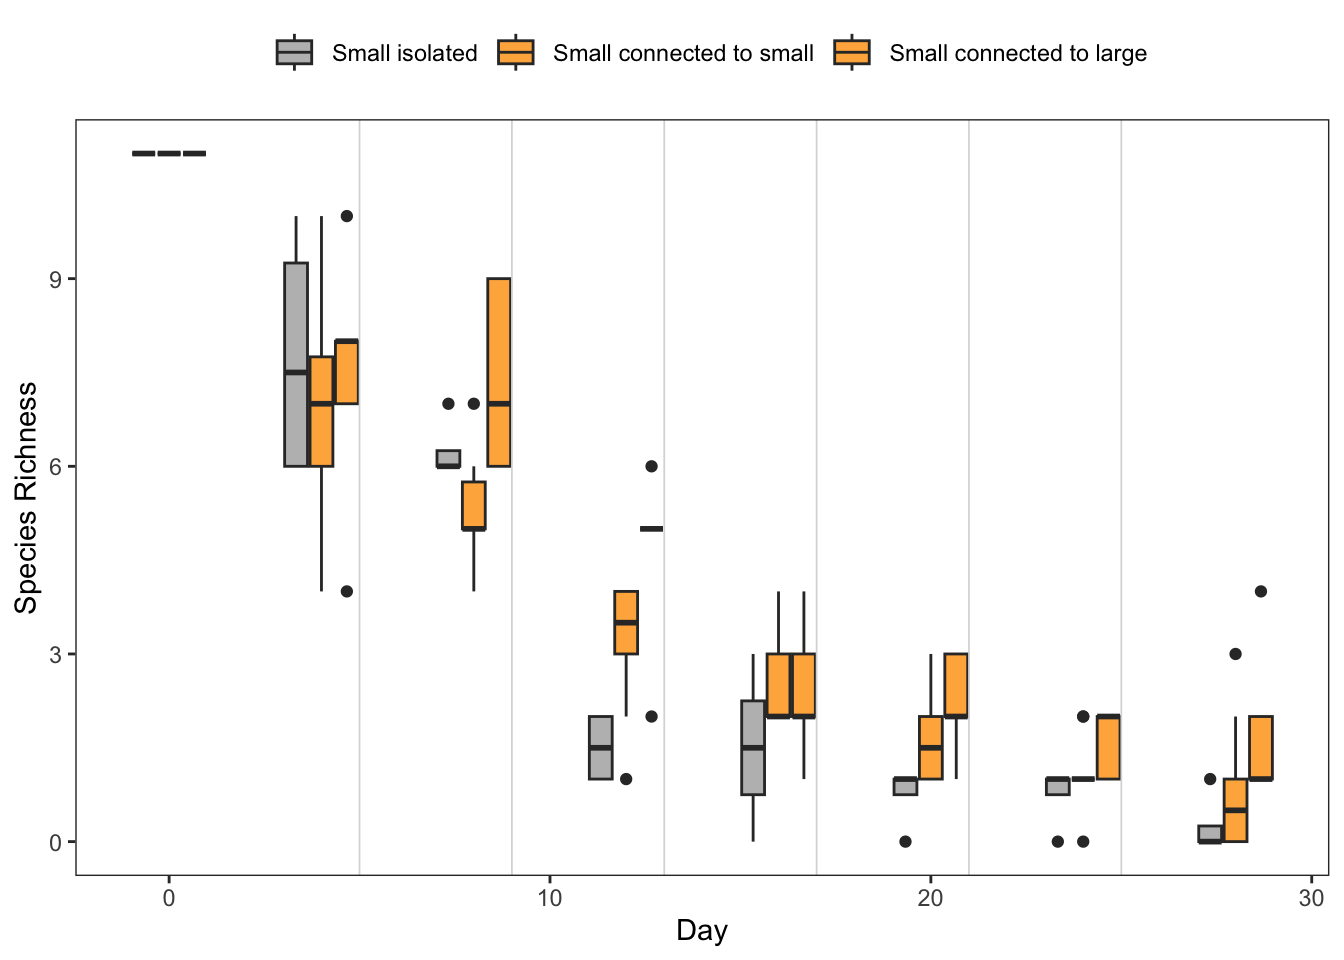 Small isolated Small connected to small Small connected to large
Species Richness
9
6
3
0
0 10 20 30
Day